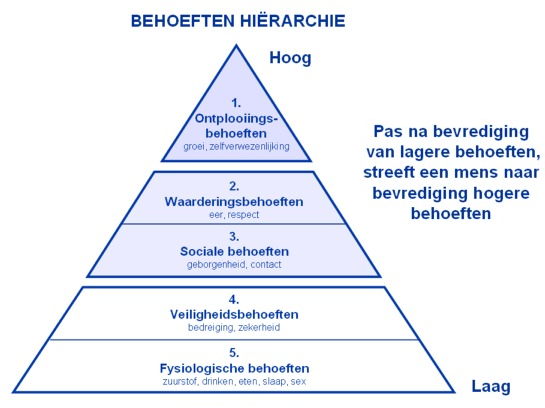 BEHOEFTEN HIËRARCHIE
Hoog
1.
Ontplooiings-
behoeften
groei, zelfverwezenlijking
Pas na bevrediging
van lagere behoeften,
streeft een mens naar
bevrediging hogere
behoeften
2.
Waarderingsbehoeften
eer, respect
3.
Sociale behoeften
geborgenheid, contact
4.
Veiligheidsbehoeften
bedreiging, zekerheid
5.
Fysiologische behoeften
zuurstof, drinken, eten, slaap, sex
Laag